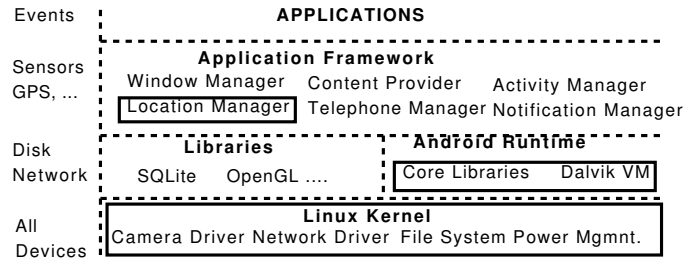 Events
APPLICATIONS
Sensors
GPS, ...
Application Framework
Window Manager Content Provider Activity Manager
Location Manager Telephone Manager Notification Manager
Disk
Network
Libraries
SQLite OpenGL ....
Android Runtime
Core Libraries Dalvik VM
All
Devices
Linux Kernel
Camera Driver Network Driver File System Power Mgmnt.